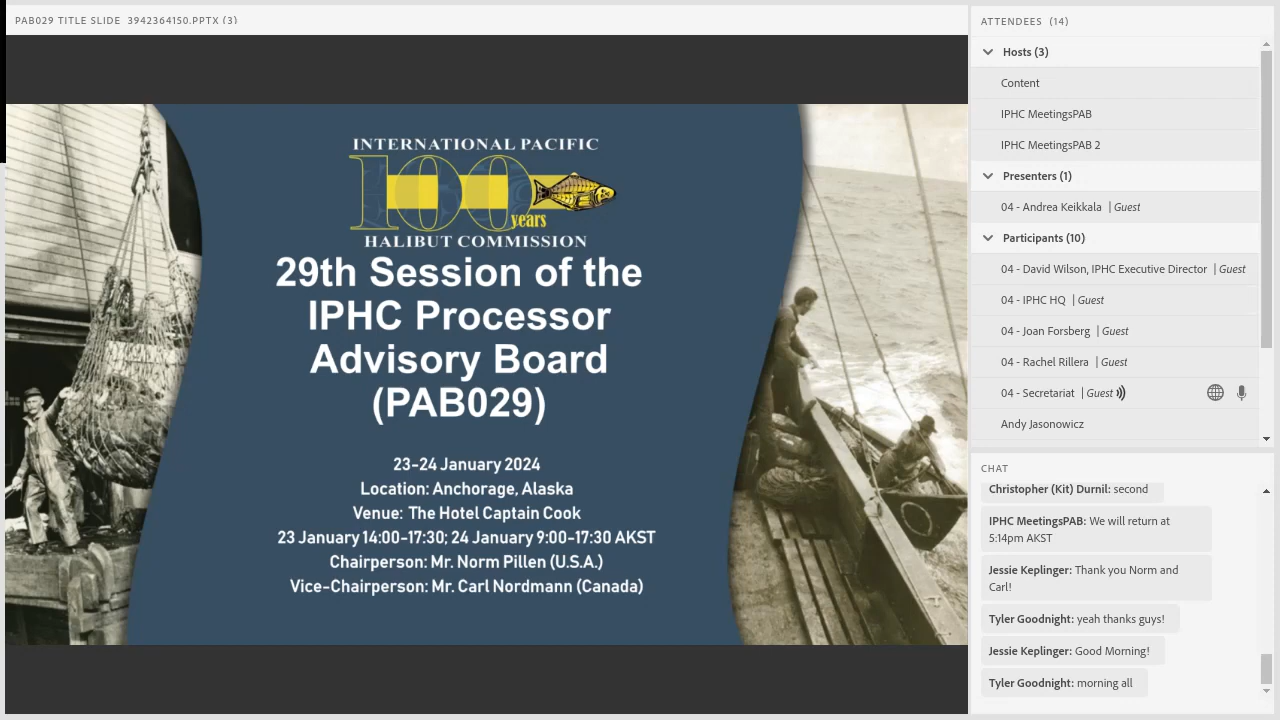 PAB029 TITLE SLIDE 3942364150.PPTX (3)
INTERNATIONAL PACIFIC
100
years
HALIBUT COMMISSION
29th Session of the
IPHC Processor
Advisory Board
(PAB029)
23-24 January 2024
Location: Anchorage, Alaska
Venue: The Hotel Captain Cook
23 January 14:00-17:30; 24 January 9:00-17:30 AKST
Chairperson: Mr. Norm Pillen (U.S.A.)
Vice-Chairperson: Mr. Carl Nordmann (Canada)
ATTENDEES (14)
Hosts (3)
Content
IPHC MeetingsPAB
IPHC MeetingsPAB 2
Presenters (1)
04 - Andrea Keikkala | Guest
Participants (10)
04 - David Wilson, IPHC Executive Director | Guest
04 - IPHC HQ | Guest
04 - Joan Forsberg | Guest
04 - Rachel Rillera | Guest
04 - Secretariat | Guest
Andy Jasonowicz
CHAT
Christopher (Kit) Durnil: second
IPHC MeetingsPAB: We will return at
5:14pm AKST
Jessie Keplinger: Thank you Norm and
Carl!
Tyler Goodnight: yeah thanks guys!
Jessie Keplinger: Good Morning!
Tyler Goodnight: morning all